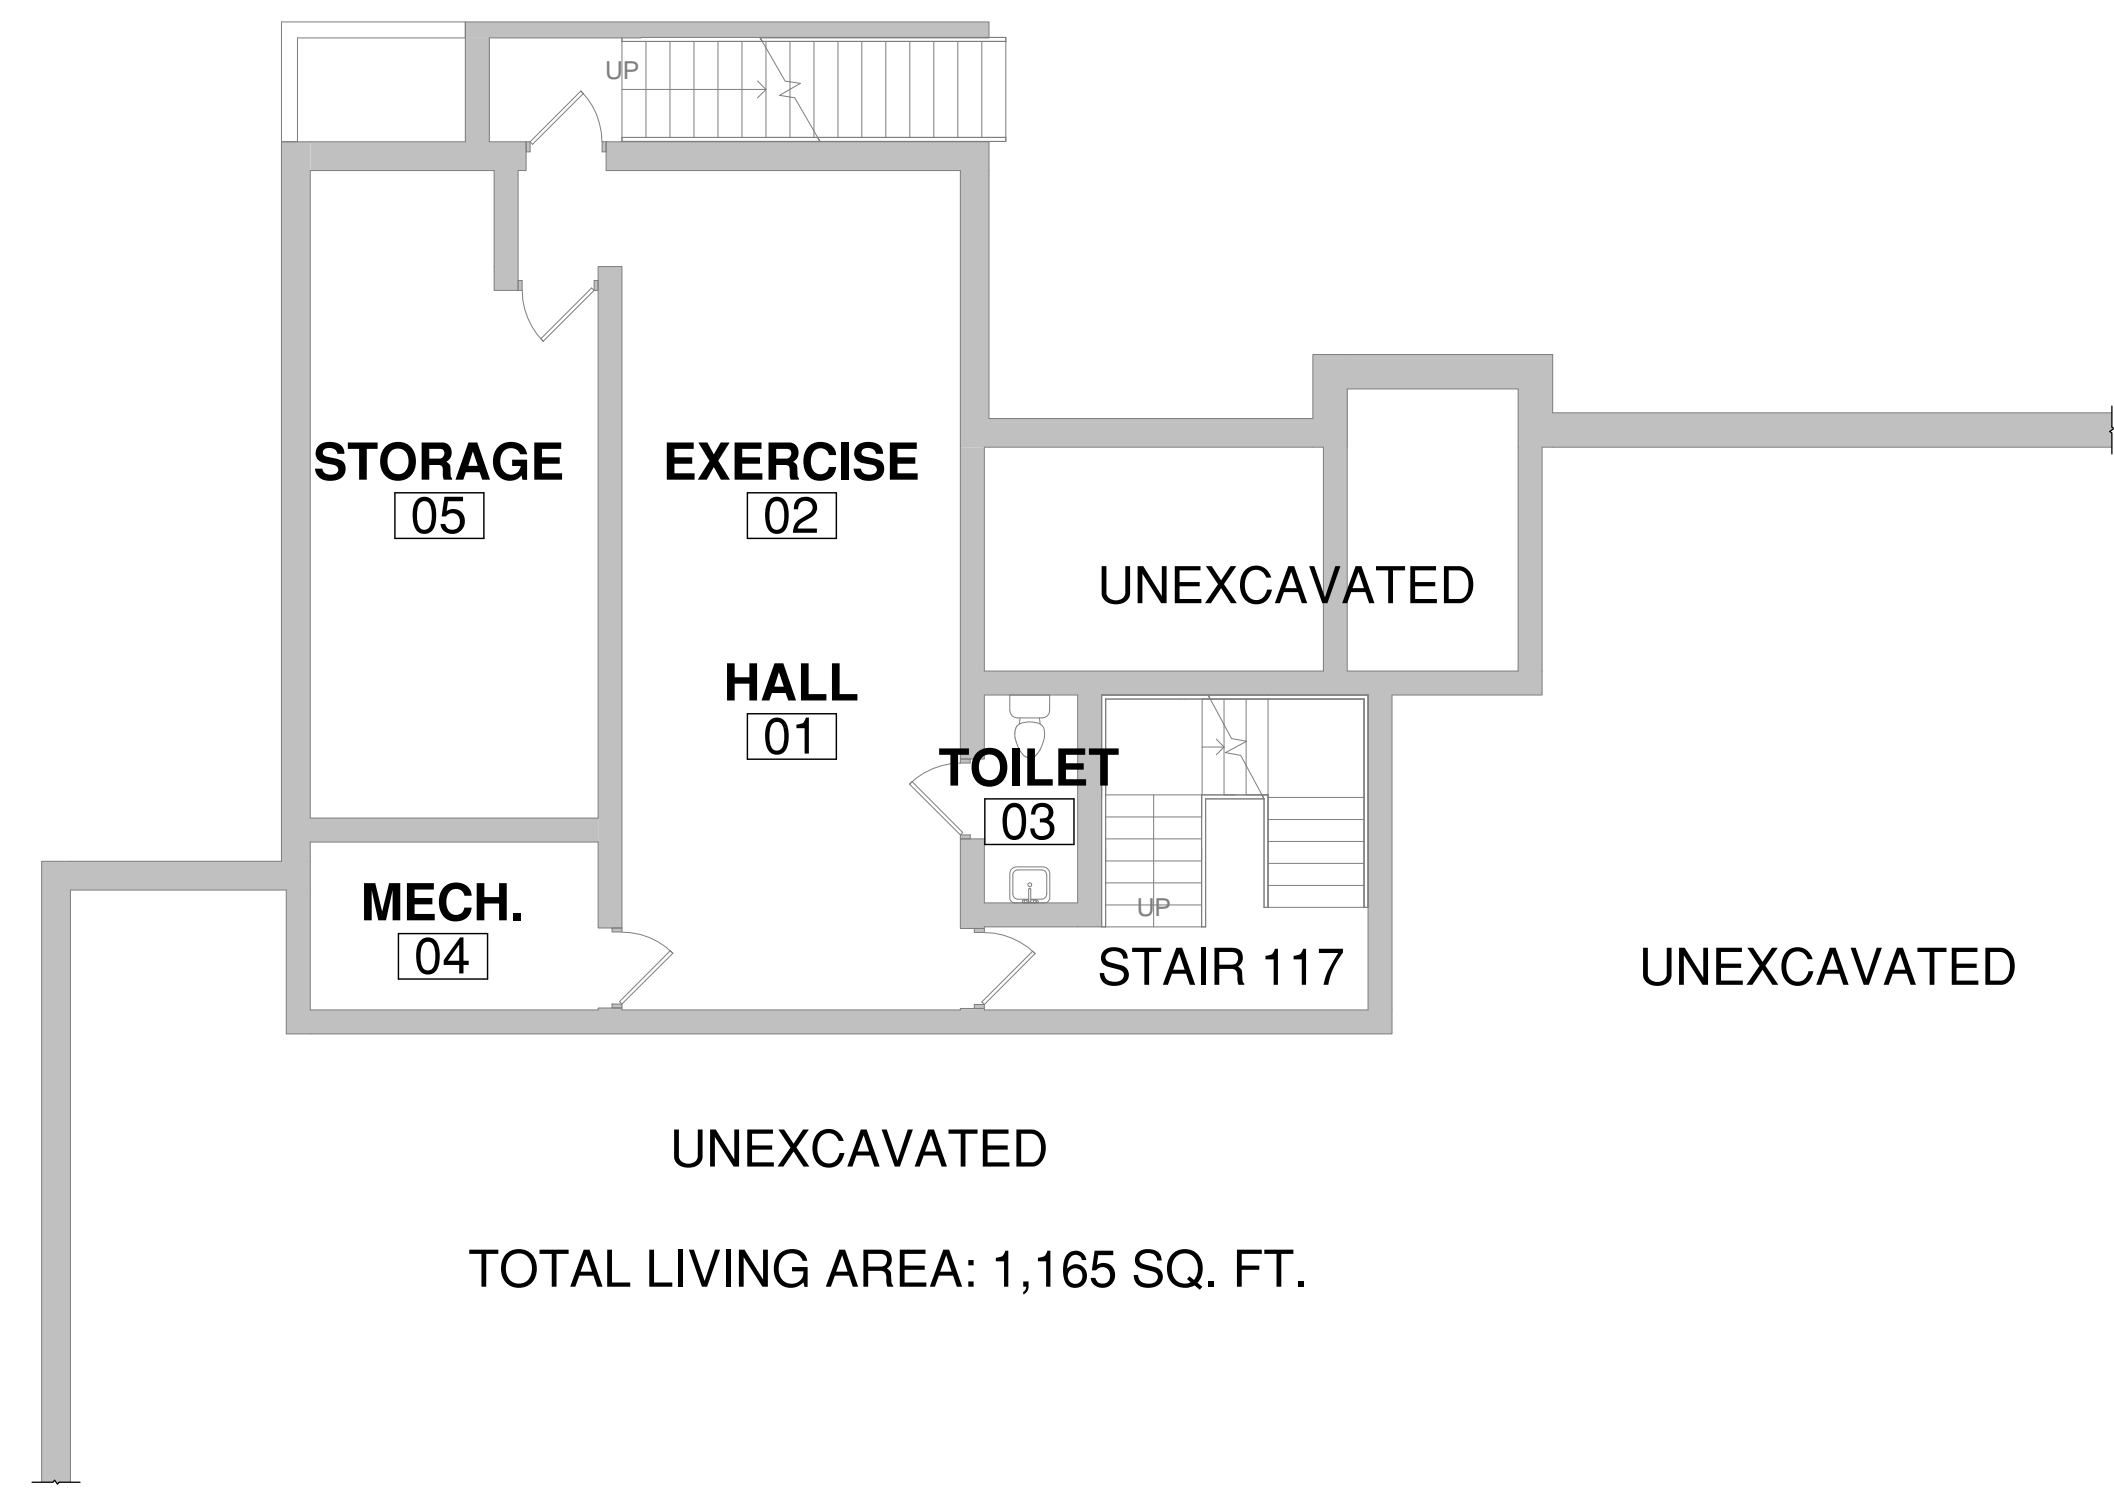 UP
STORAGE
05
EXERCISE
02
UNEXCAVATED
HALL
01
TOILET
03
MECH.
04
UP
STAIR 117
UNEXCAVATED
UNEXCAVATED
TOTAL LIVING AREA: 1,165 SQ. FT.